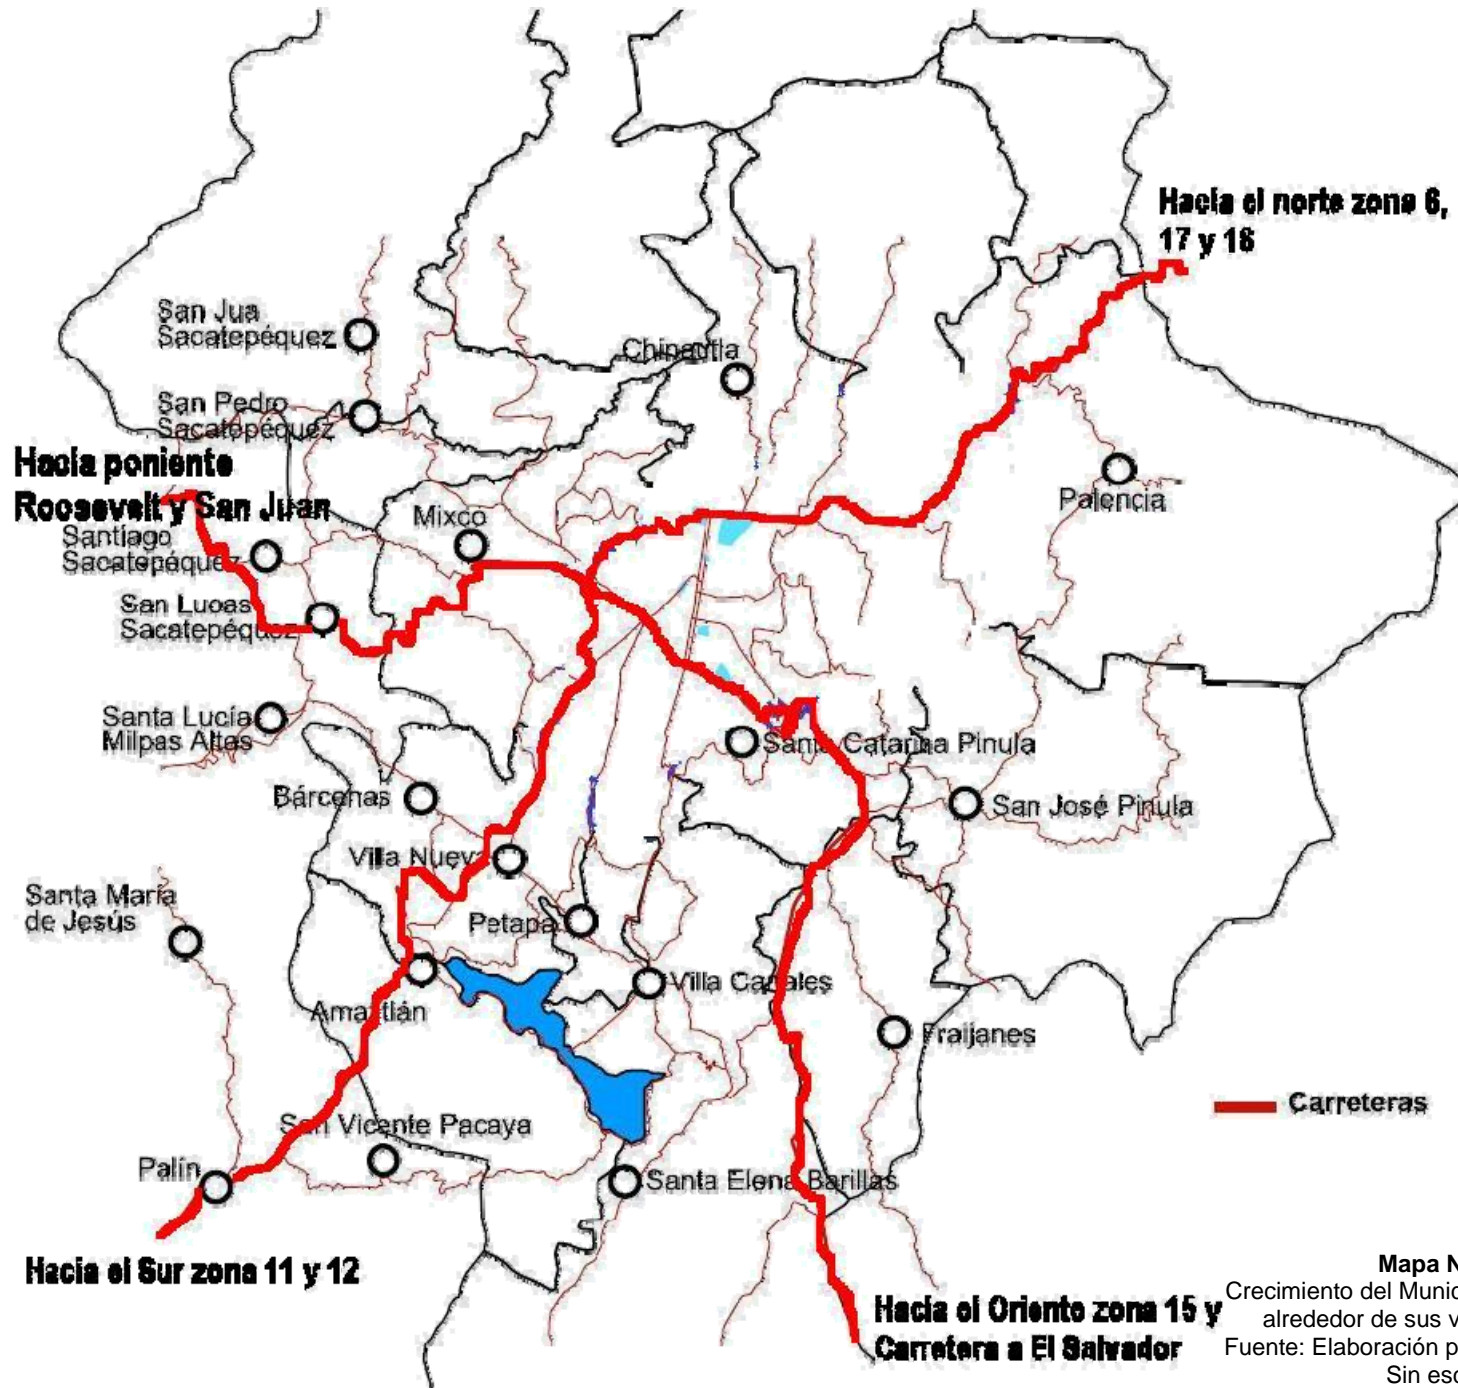 Hacia el norte zona 6,
17 y 18
San Jua
Sacatepéquez
Chinautla
San Pedro
Sacatepéquez
Hacia poniente
Roosevelt y San Juan
Mixco
Palencia
Santiago
Sacatepéquez
San Lucas
Sacatepéquez
Santa Lucía
Milpas Altas
Santa Catarina Pinula
Bárcenas
San José Pinula
Villa Nueva
Santa María
de Jesús
Petapa
Villa Canales
Amatitlán
Fraijanes
Carreteras
San Vicente Pacaya
Palín
Santa Elena Barillas
Hacia el Sur zona 11 y 12
Hacia el Oriente zona 15 y
Carretera a El Salvador
Mapa N
Crecimiento del Munic
alrededor de sus v
Fuente: Elaboración p
Sin esc